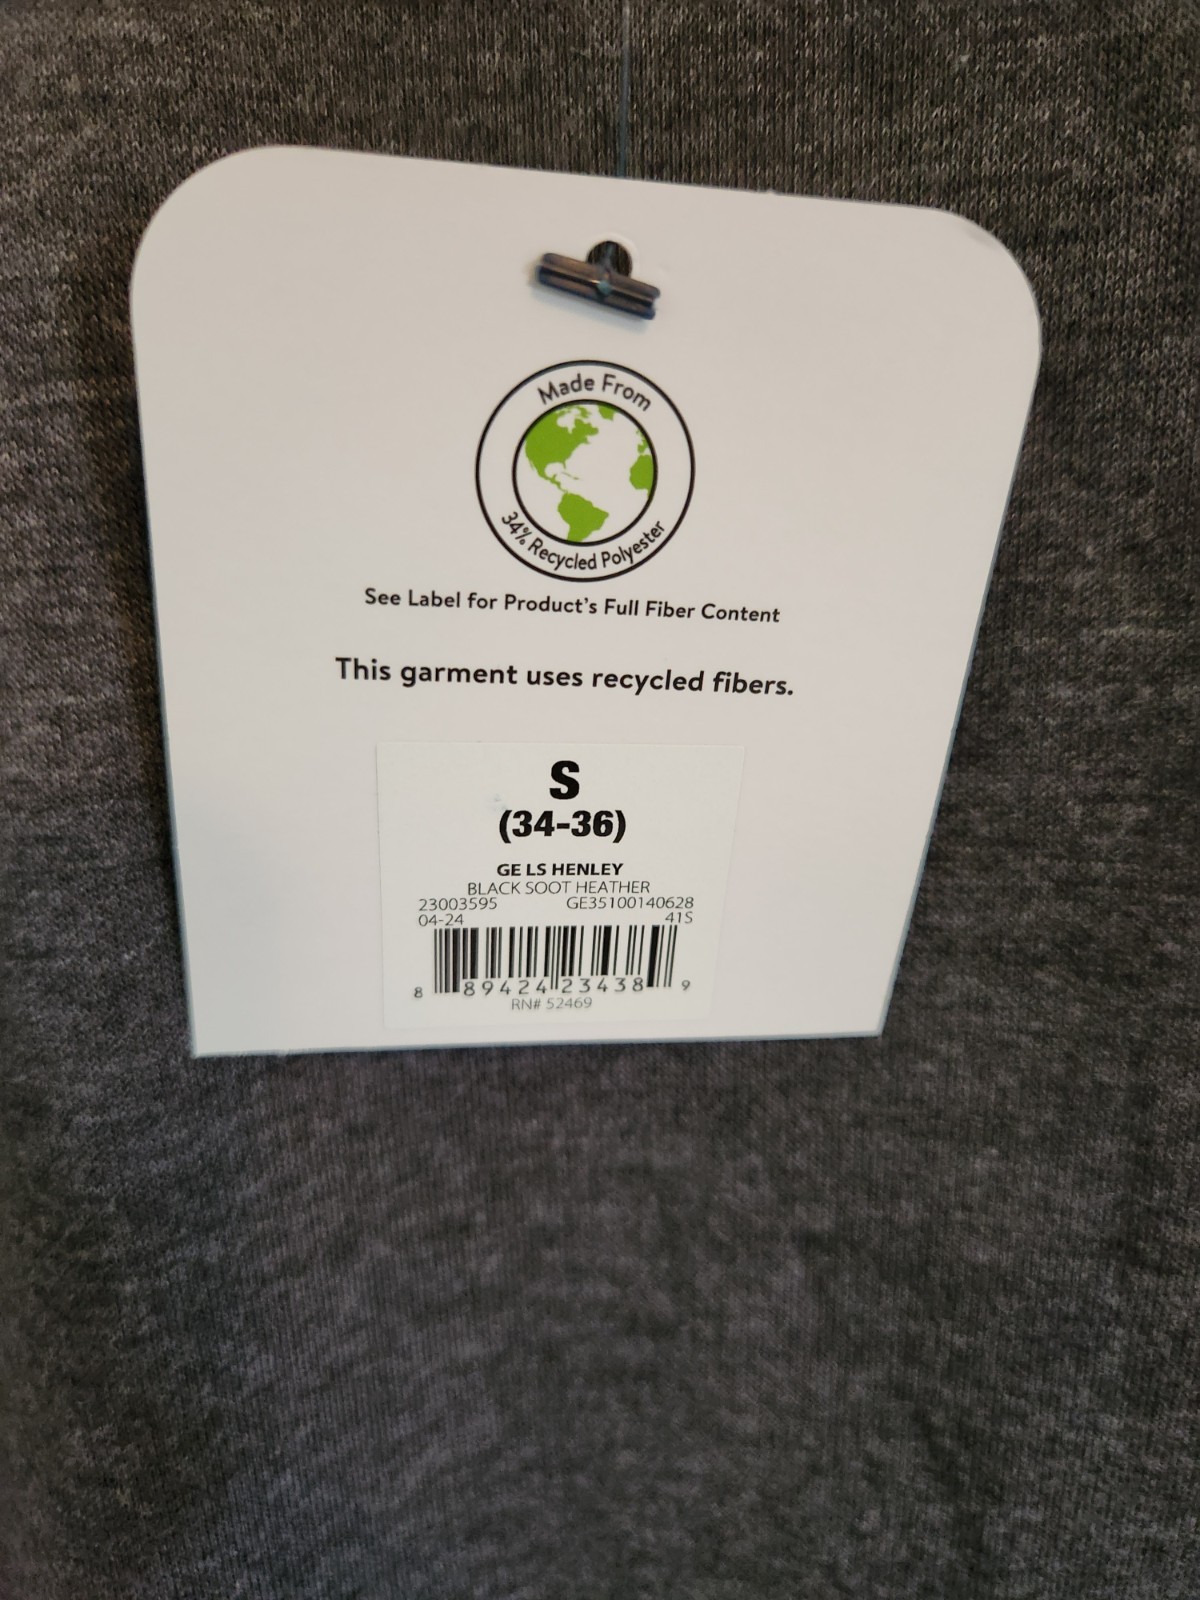 Made From
34% Recycled Polyester
See Label for Product's Full Fiber Content
This garment uses recycled fibers.
S
(34-36)
GE LS HENLEY
BLACK SOOT HEATHER
23003595 GE35100140628
04-24 41S
8 89424 23438 9
RN# 52469